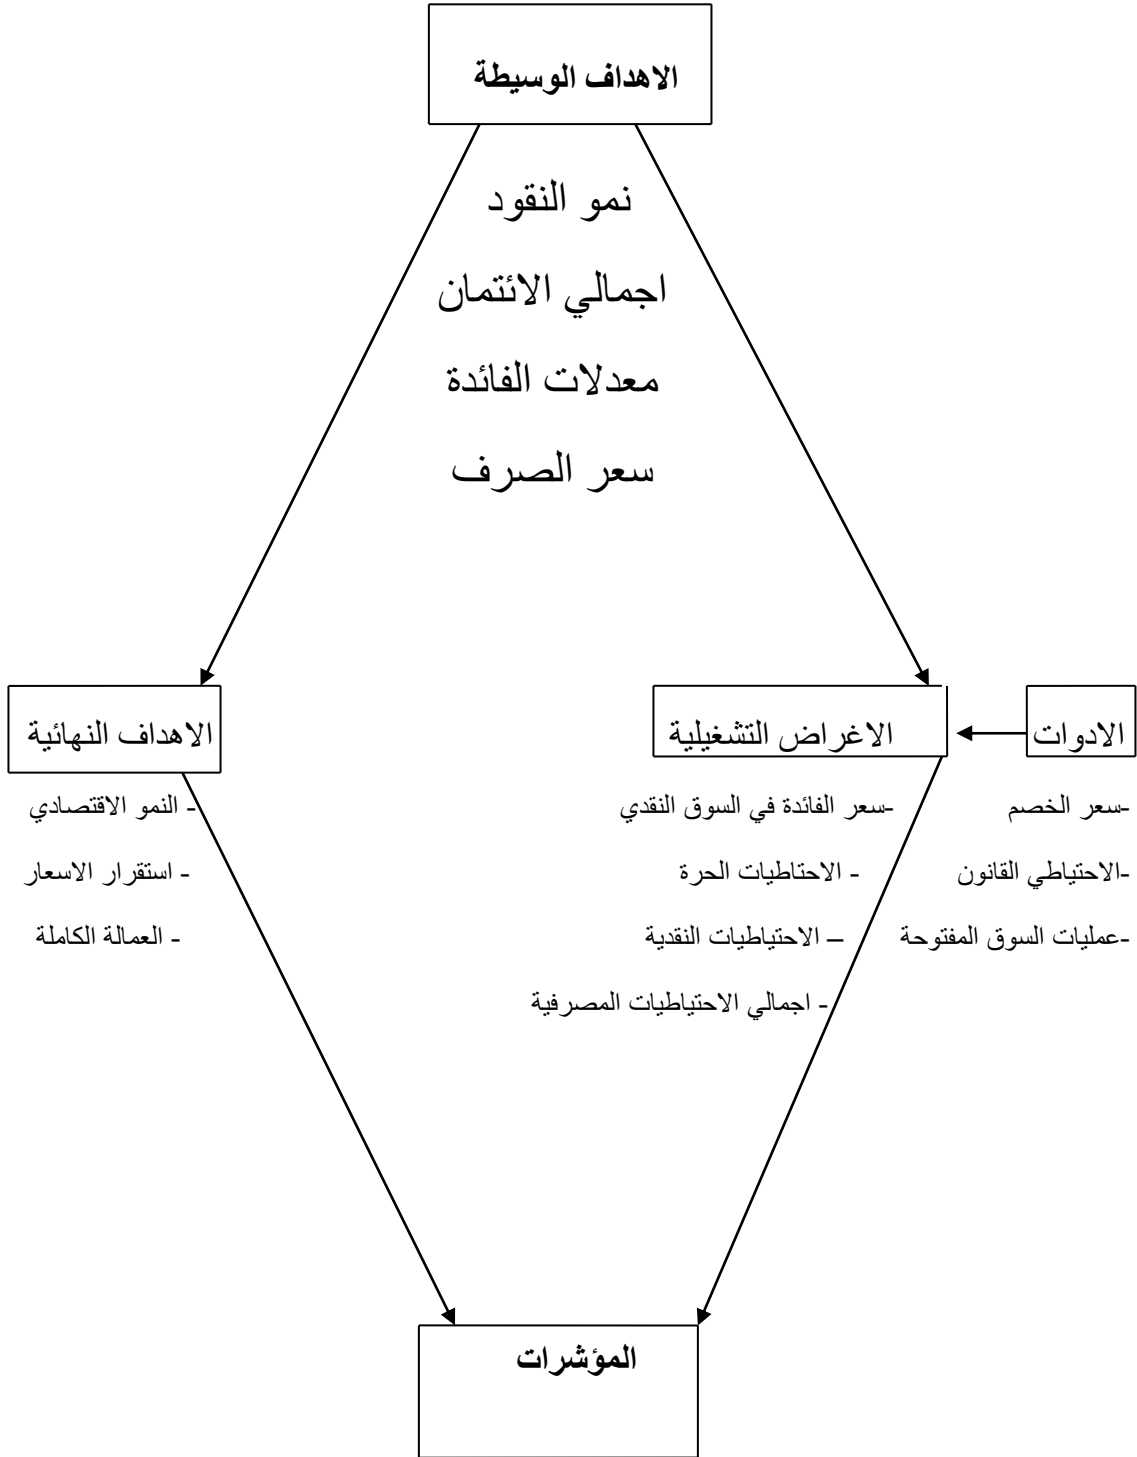 الاهداف الوسيطة
نمو النقود
اجمالي الائتمان
معدلات الفائدة
سعر الصرف
الادوات
-سعر الخصم
-الاحتياطي القانون
-عمليات السوق المفتوحة
الاغراض التشغيلية
-سعر الفائدة في السوق النقدي
- الاحتاطيات الحرة
– الاحتياطيات النقدية
- اجمالي الاحتياطيات المصرفية
الاهداف النهائية
- النمو الاقتصادي
- استقرار الاسعار
- العمالة الكاملة
المؤشرات